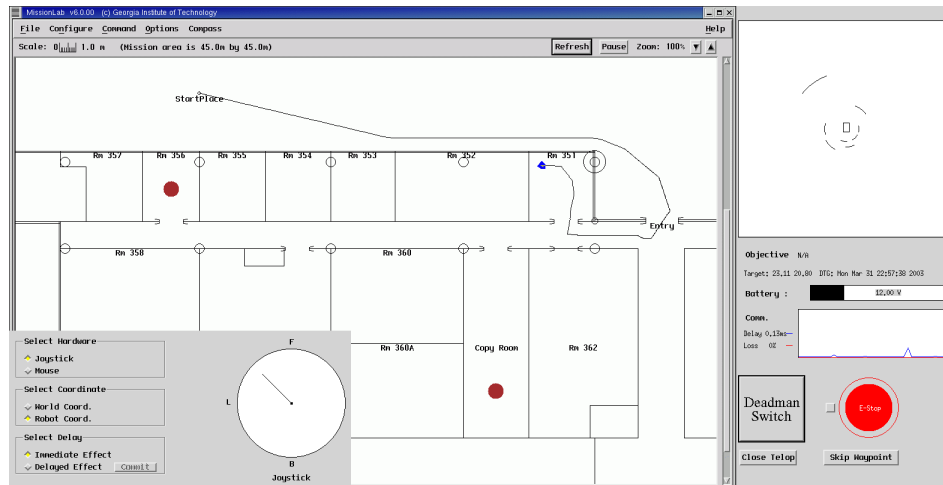 MissionLab v6.0.00 (c) Georgia Institute of Technology
File Configure Command Options Compass Help
Scale: 0 1.0 m (Mission area is 45.0m by 45.0m) Refresh Pause Zoom: 100%
StartPlace
Rm 357 Rm 356 Rm 355 Rm 354 Rm 353 Rm 352 Rm 351
Entry
Rm 358 Rm 360
Rm 360A Copy Room Rm 362
Select Hardware
Joystick
Mouse
Select Coordinate
World Coord.
Robot Coord.
Select Delay
Immediate Effect
Delayed Effect Commit
F
L
B
Joystick
Objective N/A
Target: 23.11 20.80 DTG: Mon Mar 31 22:57:38 2003
Battery : 12.00 V
Comm.
Delay 0.13ms
Loss 0%
Deadman
Switch
E-Stop
Close Telop Skip Waypoint